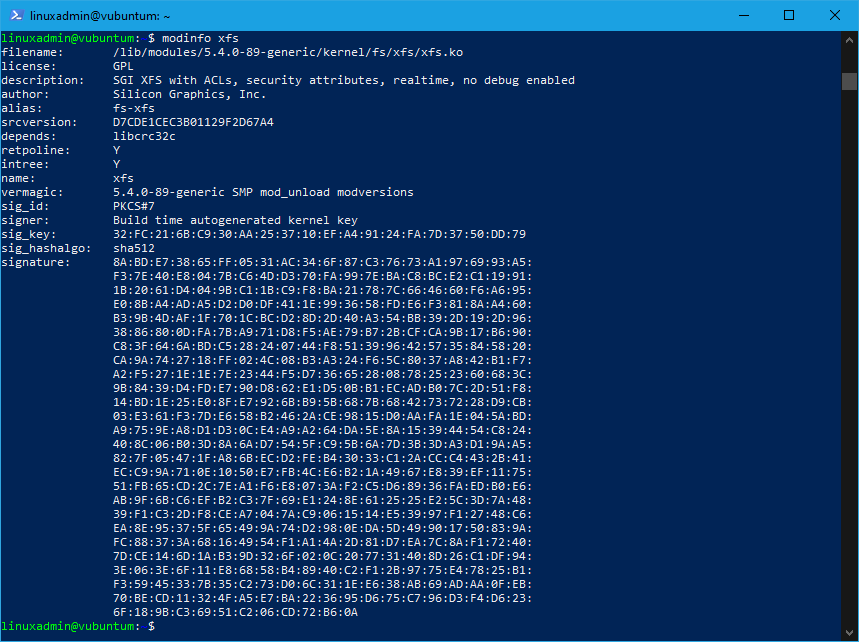 linuxadmin@vubuntum: ~
linuxadmin@vubuntum: $ modinfo xfs
filename:       /lib/modules/5.4.0-89-generic/kernel/fs/xfs/xfs.ko
license:        GPL
description:    SGI XFS with ACLs, security attributes, realtime, no debug enabled
author:         Silicon Graphics, Inc.
alias:          fs-xfs
srcversion:     D7CDE1CEC3B01129F2D67A4
depends:        libcrc32c
retpoline:      Y
intree:         Y
name:           xfs
vermagic:       5.4.0-89-generic SMP mod_unload modversions
sig_id:         PKCS#7
signer:         Build time autogenerated kernel key
sig_key:        32:FC:21:6B:C9:30:AA:25:37:10:EF:A4:91:24:FA:7D:37:50:DD:79
sig_hashalgo:   sha512
signature:      8A:BD:E7:38:65:FF:05:31:AC:34:6F:87:C3:76:73:A1:97:69:93:A5:
F3:7E:40:E8:04:7B:C6:4D:D3:70:FA:99:7E:BA:C8:BC:E2:C1:19:91:
1B:20:61:D4:04:9B:C1:1B:C9:F8:BA:21:78:7C:66:46:60:F6:A6:95:
E0:8B:A4:AD:A5:D2:D0:DF:41:1E:99:36:58:FD:E6:F3:81:8A:A4:60:
B3:9B:4D:AF:1F:70:1C:BC:D2:8D:2D:40:A3:54:BB:39:2D:19:2D:96:
38:86:80:0D:FA:7B:A9:71:D8:F5:AE:79:B7:2B:CF:CA:9B:17:B6:90:
C8:3F:64:6A:BD:C5:28:24:07:44:F8:51:39:96:42:57:35:84:58:20:
CA:9A:74:27:18:FF:02:4C:08:B3:A3:24:F6:5C:80:37:A8:42:B1:F7:
A2:F5:27:1E:1E:7E:23:44:F5:D7:36:65:28:08:78:25:23:60:68:3C:
9B:84:39:D4:FD:E7:90:D8:62:E1:D5:0B:B1:EC:AD:B0:7C:2D:51:F8:
14:BD:1E:25:E0:8F:E7:92:6B:B9:5B:68:7B:68:42:73:72:28:D9:CB:
03:E3:61:F3:7D:E6:58:B2:46:2A:CE:98:15:D0:AA:FA:1E:04:5A:BD:
A9:75:9E:A8:D1:D3:0C:E4:A9:A2:64:DA:5E:8A:15:39:44:54:C8:24:
40:8C:06:B0:3D:8A:6A:D7:54:5F:C9:5B:6A:7D:3B:3D:A3:D1:9A:A5:
82:7F:05:47:1F:A8:6B:EC:D2:FE:B4:30:33:C1:2A:CC:C4:43:2B:41:
EC:C9:9A:71:0E:10:50:E7:FB:4C:E6:B2:1A:49:67:E8:39:EF:11:75:
51:FB:65:CD:2C:7E:A1:F6:E8:07:3A:F2:C5:D6:89:36:FA:ED:B0:E6:
AB:9F:6B:C6:EF:B2:C3:7F:69:E1:24:8E:61:25:25:E2:5C:3D:7A:48:
39:F1:C3:2D:F8:CE:A7:04:7A:C9:06:15:14:E5:39:97:F1:27:48:C6:
EA:8E:95:37:5F:65:49:9A:74:D2:98:0E:DA:5D:49:90:17:50:83:9A:
FC:88:37:3A:68:16:49:54:F1:A1:4A:2D:81:D7:EA:7C:8A:F1:72:40:
7D:CE:14:6D:1A:B3:9D:32:6F:02:0C:20:77:31:40:8D:26:C1:DF:94:
3E:06:3E:6F:11:E8:68:58:B4:89:40:C2:F1:2B:97:75:E4:78:25:B1:
F3:59:45:33:7B:35:C2:73:D0:6C:31:1E:E6:38:AB:69:AD:AA:0F:EB:
70:BE:CD:11:32:4F:A5:E7:BA:22:36:95:D6:75:C7:96:D3:F4:D6:23:
6F:18:9B:C3:69:51:C2:06:CD:72:B6:0A
linuxadmin@vubuntum: $